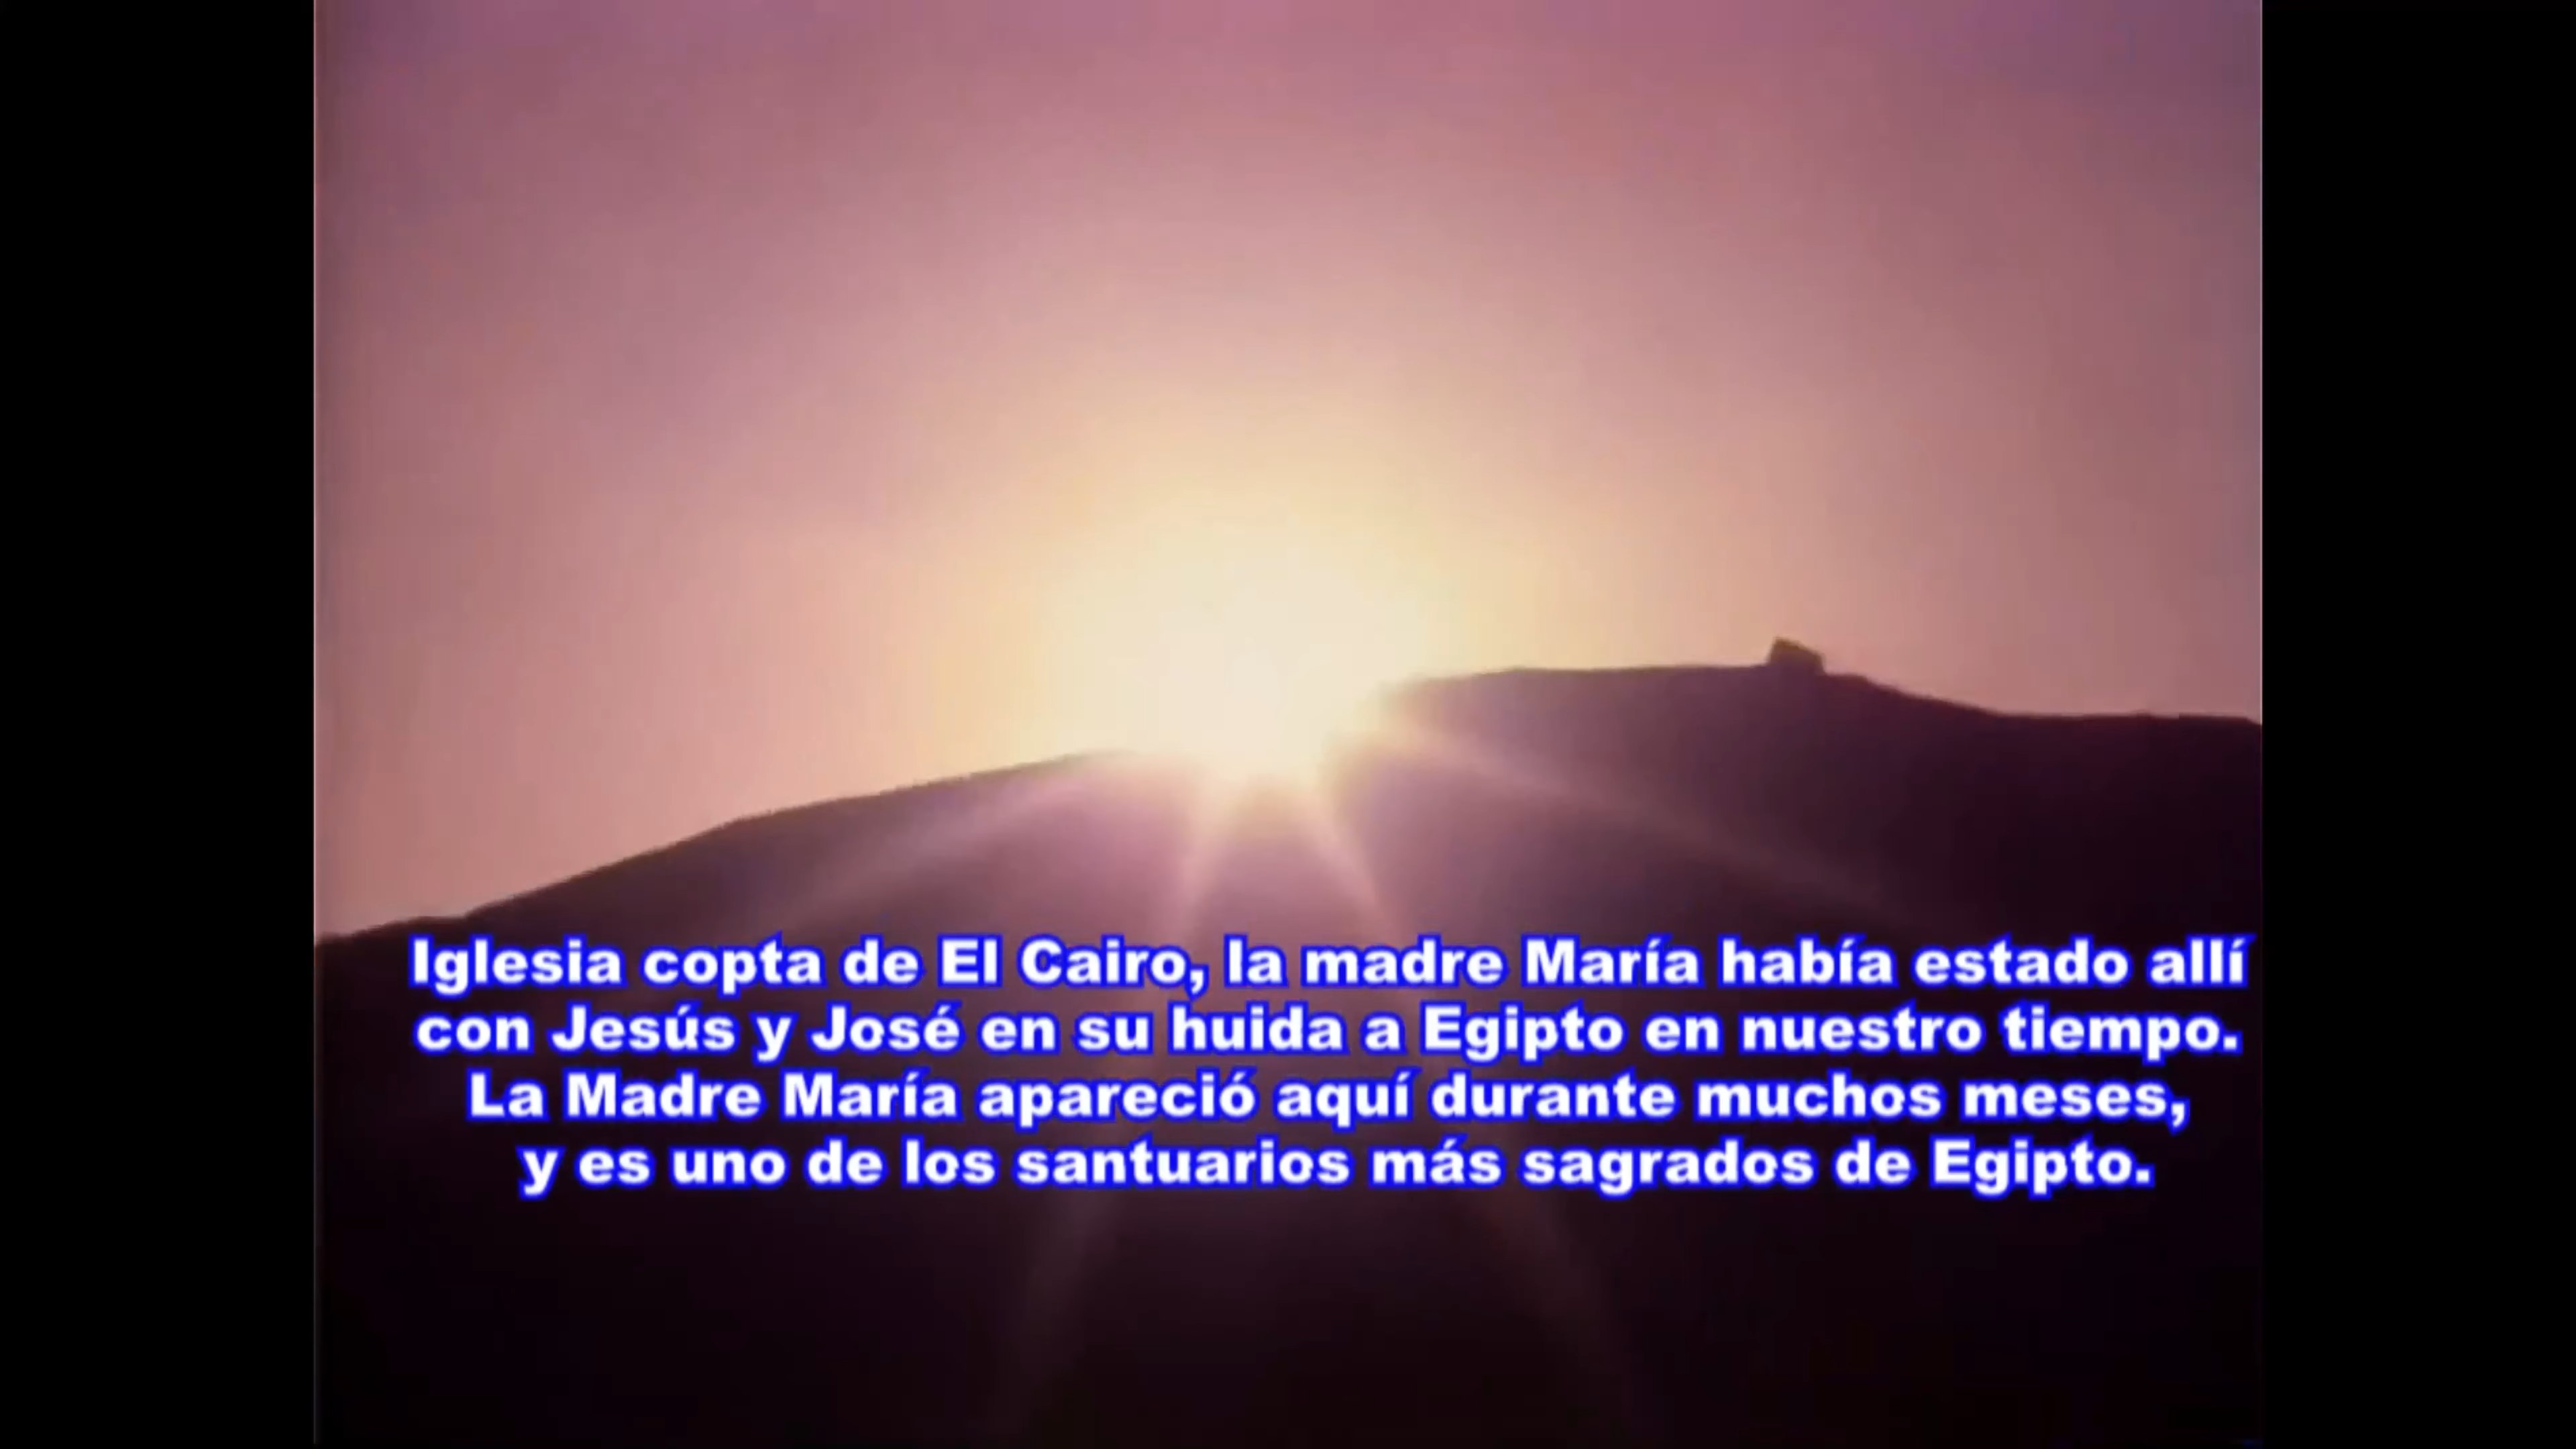 Iglesia copta de El Cairo, la madre María había estado allí
con Jesús y José en su huida a Egipto en nuestro tiempo.
La Madre María apareció aquí durante muchos meses,
y es uno de los santuarios más sagrados de Egipto.